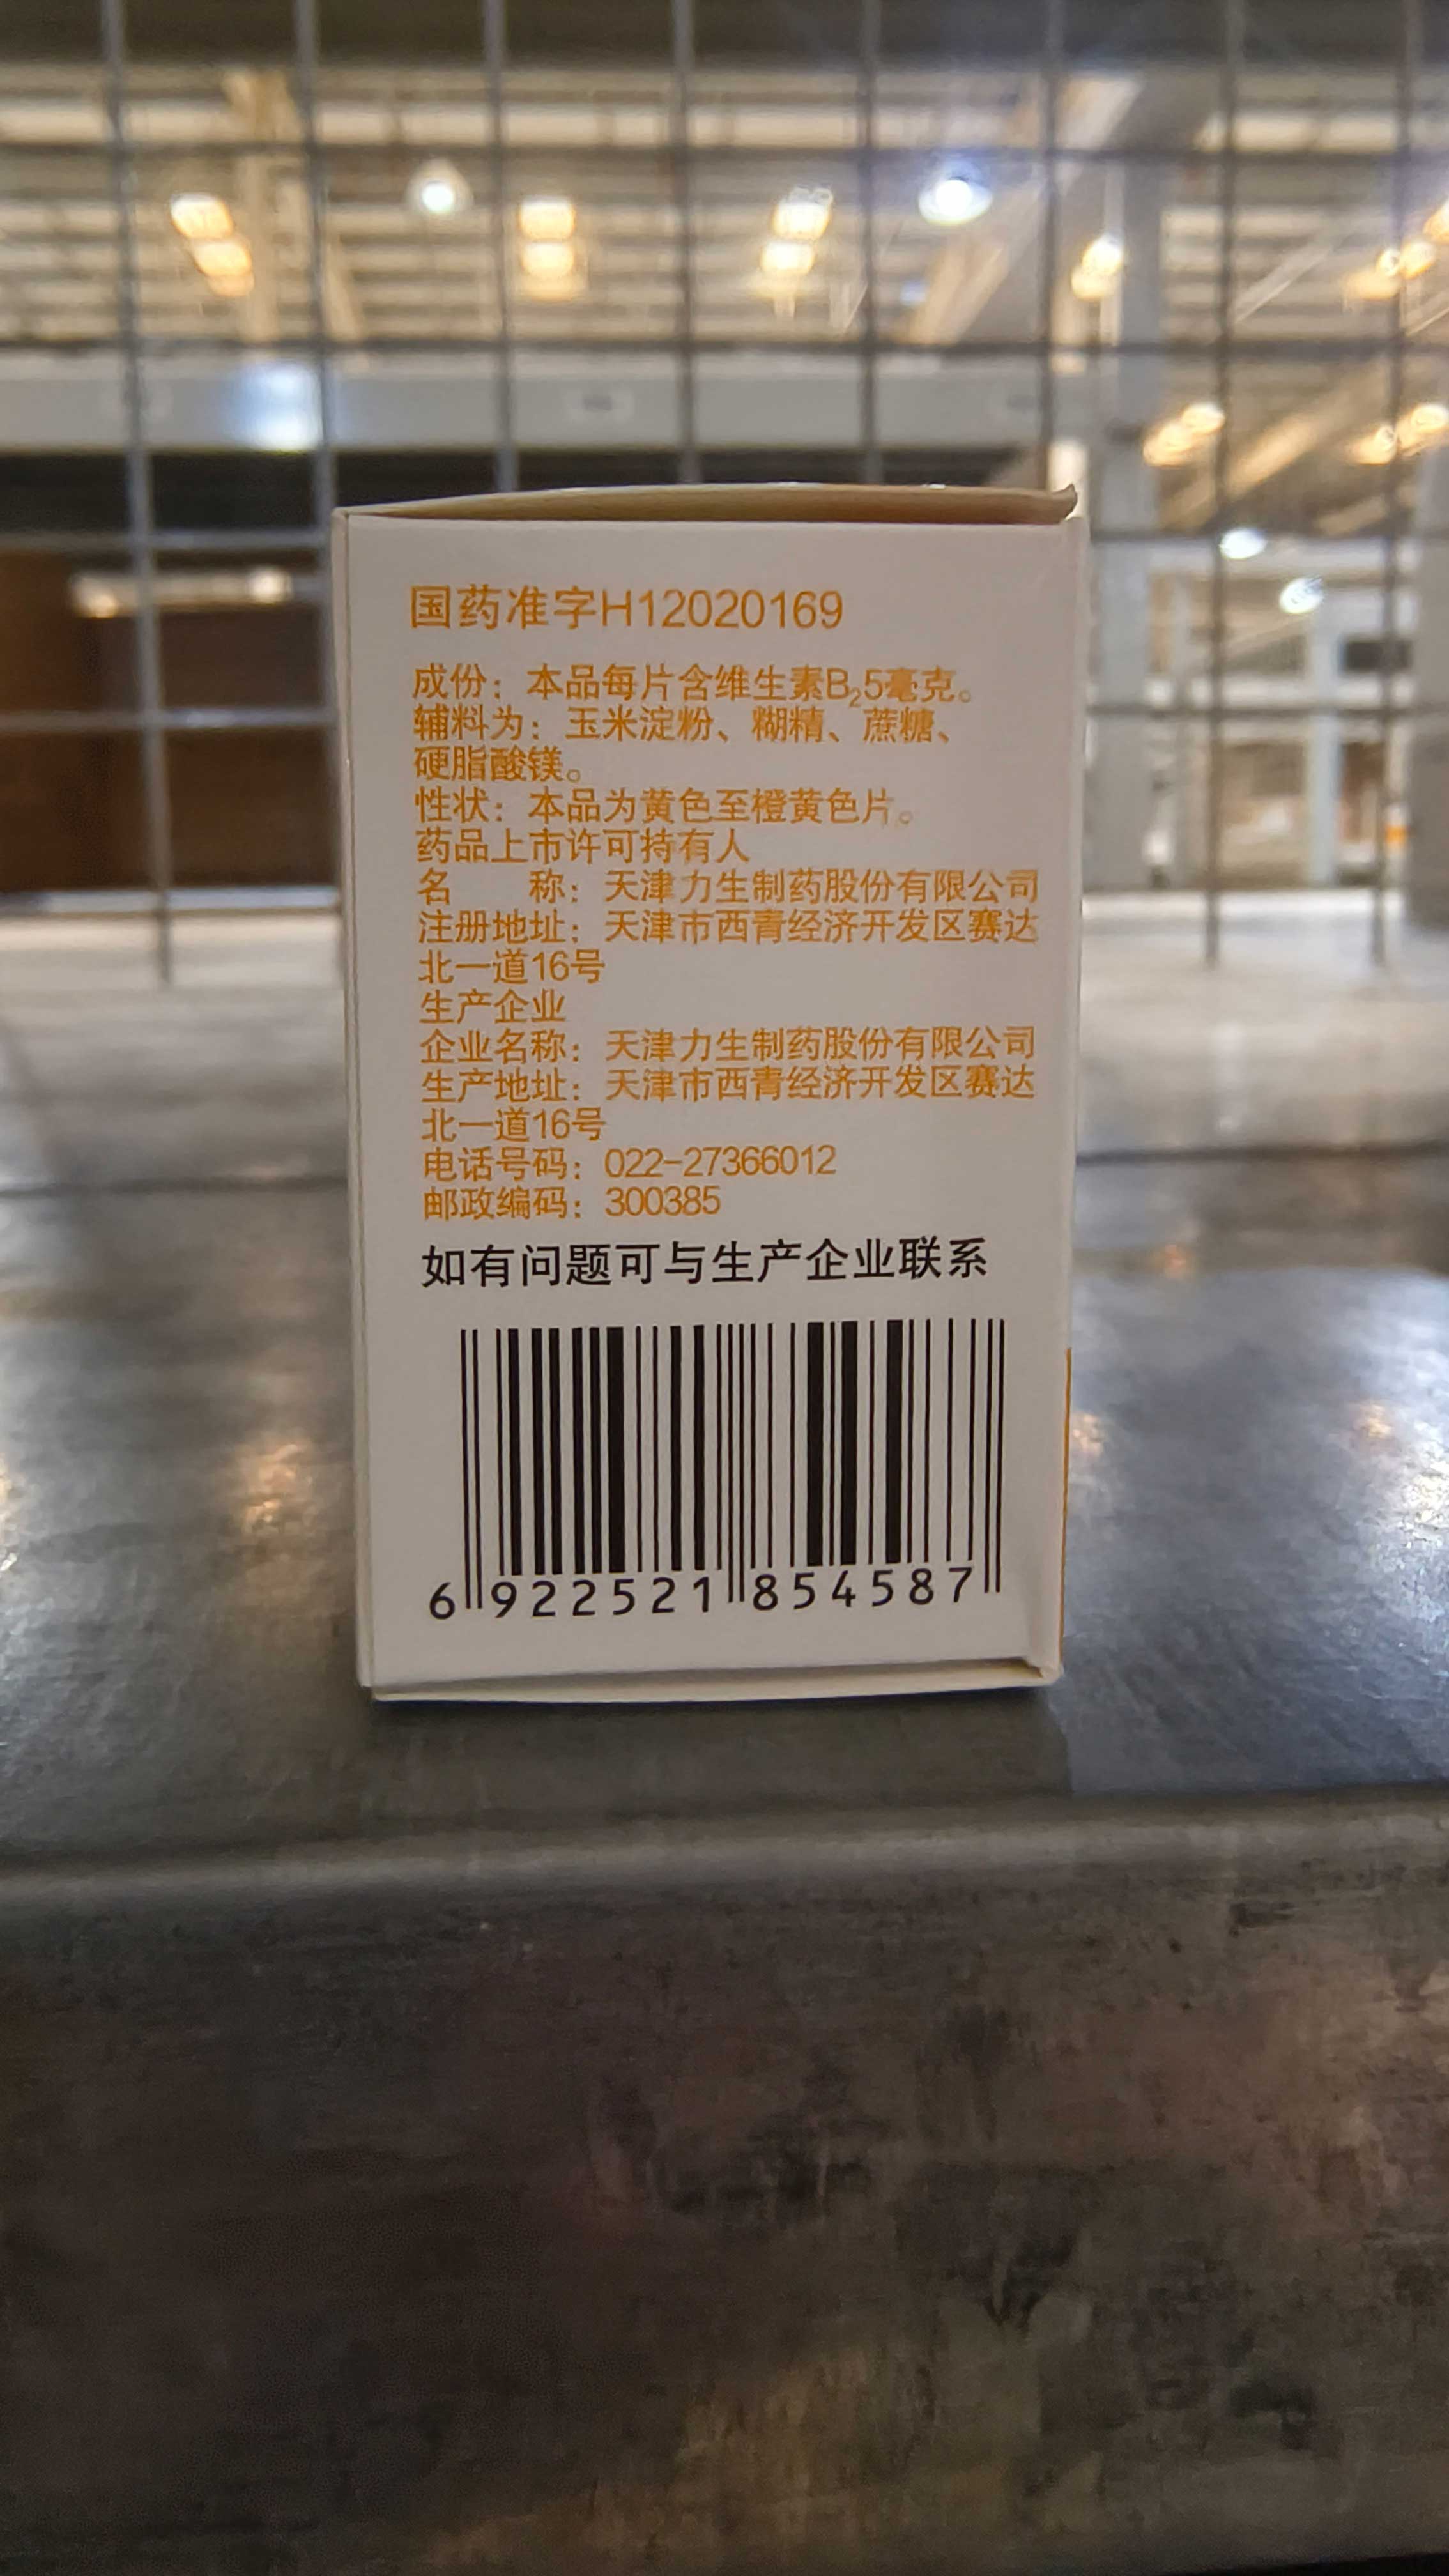 国药准字H12020169
成份：本品每片含维生素B₂5毫克。
辅料为：玉米淀粉、糊精、蔗糖、
硬脂酸镁。
性状：本品为黄色至橙黄色片。
药品上市许可持有人
名　　称：天津力生制药股份有限公司
注册地址：天津市西青经济开发区赛达
北一道16号
生产企业
企业名称：天津力生制药股份有限公司
生产地址：天津市西青经济开发区赛达
北一道16号
电话号码：022-27366012
邮政编码：300385
如有问题可与生产企业联系
6 922521 854587